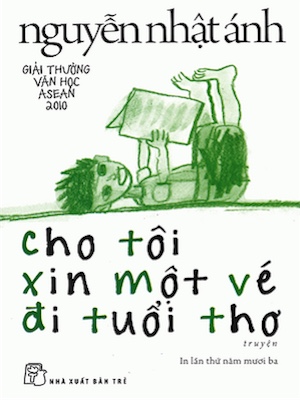 nguyễn nhật ánh
GIẢI THƯỞNG
VĂN HỌC
ASEAN
2010
cho tôi
xin một vé
đi tuổi thơ
truyện
In lần thứ năm mươi ba
NHÀ XUẤT BẢN TRẺ